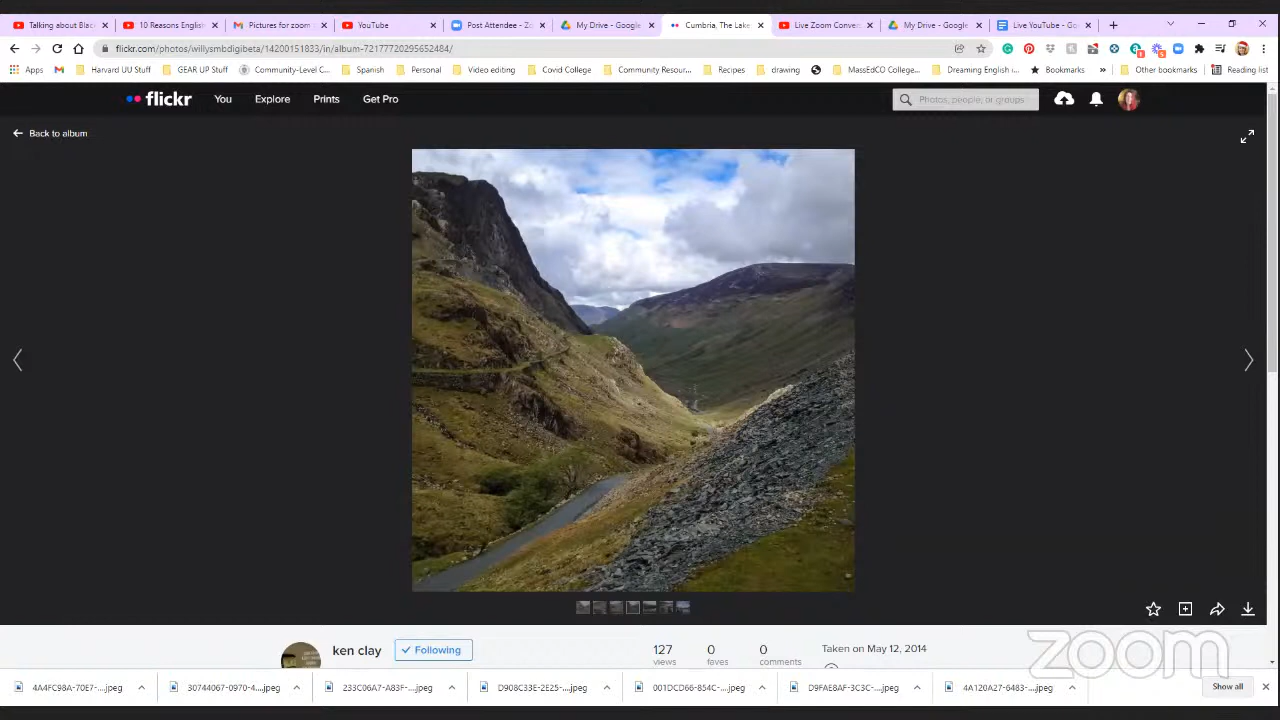 Talking about Blac
10 Reasons English
Pictures for zoom
YouTube
Post Attendee - Zo
My Drive - Google
Cumbria, The Lake
Live Zoom Conver
My Drive - Google
Live YouTube - Go
flickr.com/photos/willysmbdigibeta/14200151833/in/album-72177720295652484/
Apps
Harvard UU Stuff
GEAR UP Stuff
Community-Level C...
Spanish
Personal
Video editing
Covid College
Community Resour...
Recipes
drawing
MassEdCO College...
Dreaming English i...
Bookmarks
»
Other bookmarks
Reading list
flickr
You
Explore
Prints
Get Pro
Photos, people, or groups
Back to album
ken clay
Following
127
views
0
faves
0
comments
Taken on May 12, 2014
zoom
4A4FC98A-70E7-....jpeg
30744067-0970-4....jpeg
233C06A7-A83F-....jpeg
D908613E-2E25-....jpeg
001DCD66-854C-....jpeg
D9FAE8AF-3C3C-....jpeg
4A120A27-6483-....jpeg
Show all